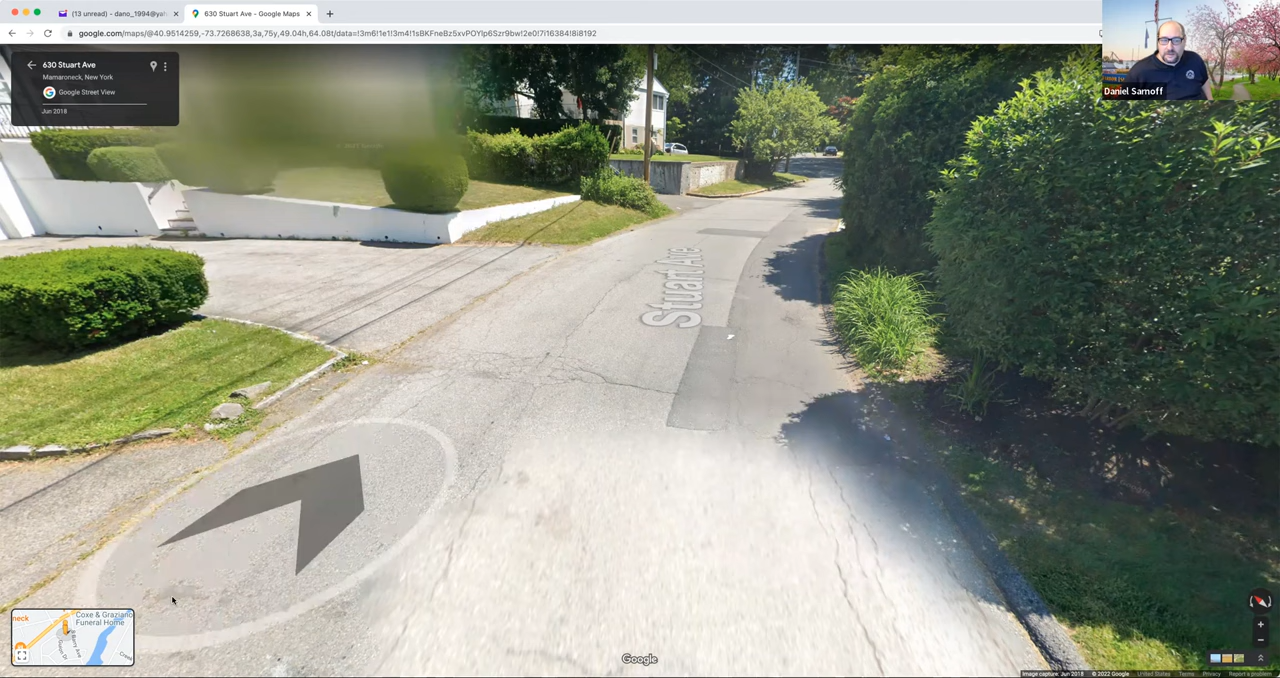 (13 unread) - dano_1994@yah
630 Stuart Ave - Google Maps
google.com/maps/@40.9514259,-73.7268638,3a,75y,49.04h,64.08t/data=!3m6!1e1!3m4!1sBKFneBz5xvPOYlp6Szr9bw!2e0!7i16384!8i8192
630 Stuart Ave
Mamaroneck, New York
Google Street View
Jun 2018
Daniel Sarnoff
Stuart Ave
neck
Coxe & Graziano
Funeral Home
Google
Image capture: Jun 2018 © 2022 Google United States Terms Privacy Report a problem